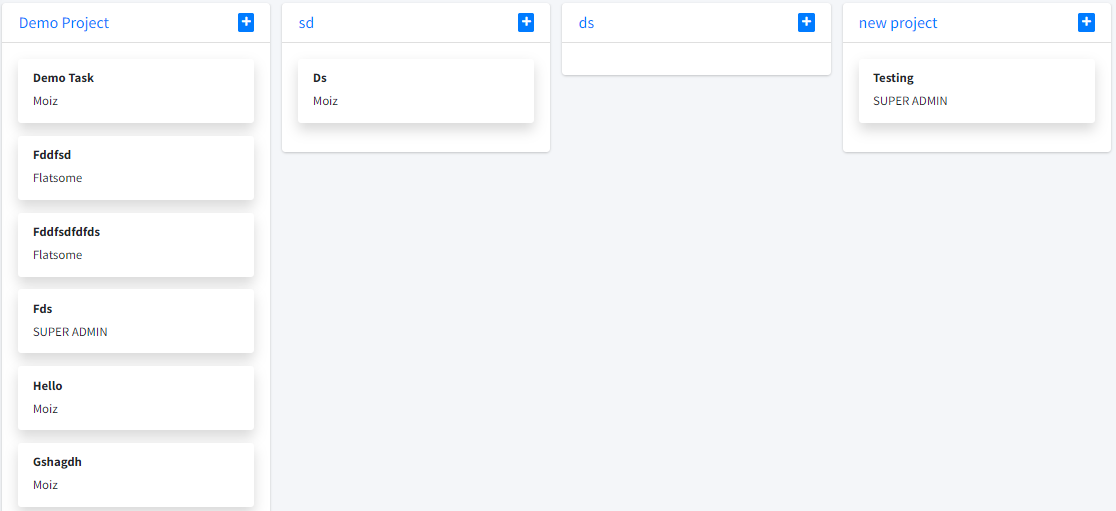 Demo Project
Demo Task
Moiz
Fddfsd
Flatsome
Fddfsdfdfds
Flatsome
Fds
SUPER ADMIN
Hello
Moiz
Gshagdh
Moiz
sd
Ds
Moiz
ds
new project
Testing
SUPER ADMIN